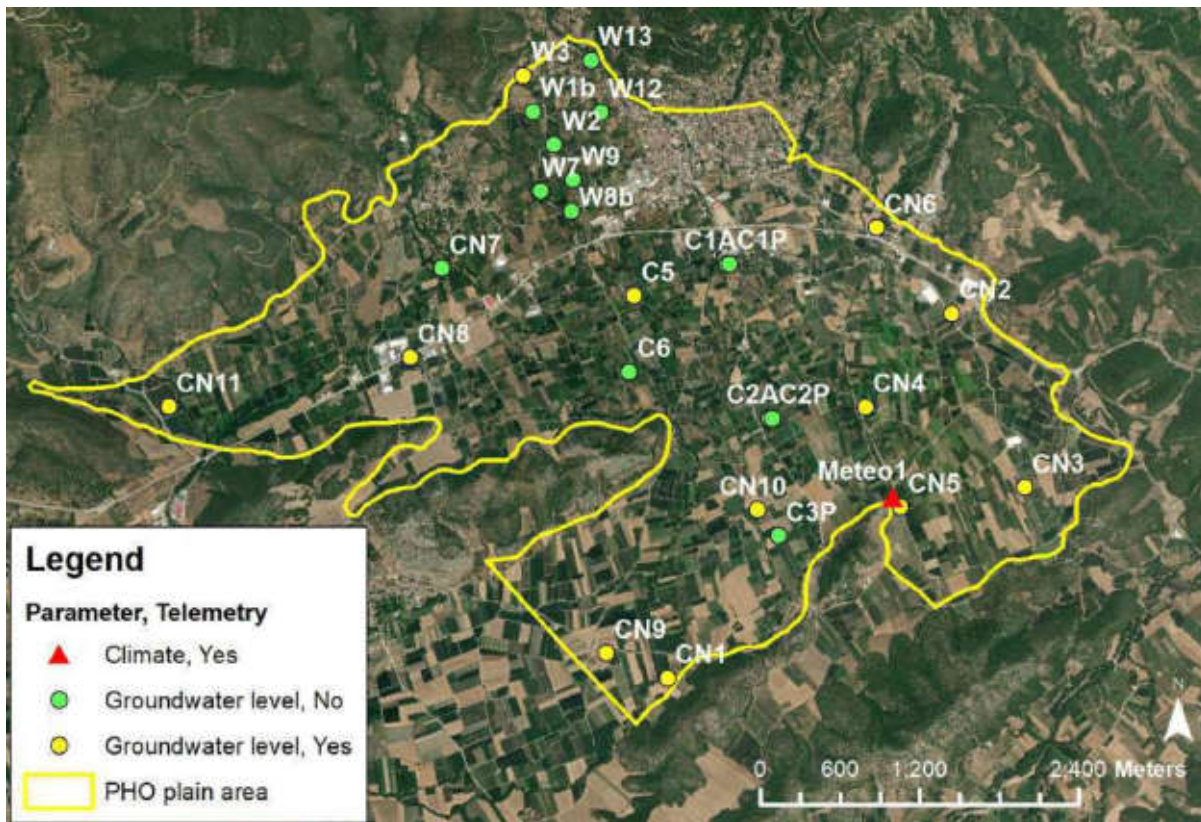 W13
W3
W1b
W12
W2
W7
W9
W8b
CN6
CN7
C1AC1P
C5
CN2
CN8
C6
CN11
C2AC2P
CN4
Meteo1
CN3
CN10
CN5
C3P
CN9
CN1
Legend
Parameter, Telemetry
Climate, Yes
Groundwater level, No
Groundwater level, Yes
PHO plain area
N
0 600 1.200 2.400 Meters